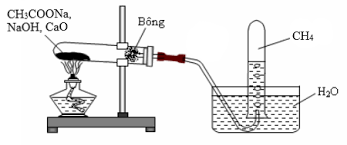 CH₃COONa,
NaOH, CaO
Bông
CH₄
H₂O